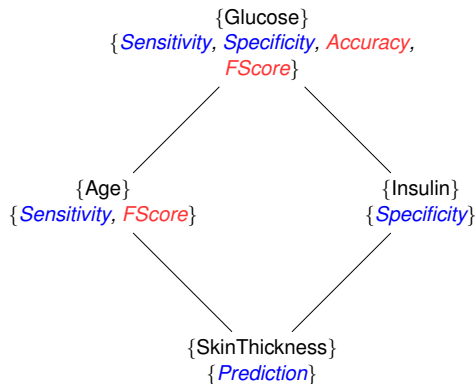 {Glucose}
{Sensitivity, Specificity, Accuracy,
FScore}
{Age}
{Sensitivity, FScore}
{Insulin}
{Specificity}
{SkinThickness}
{Prediction}